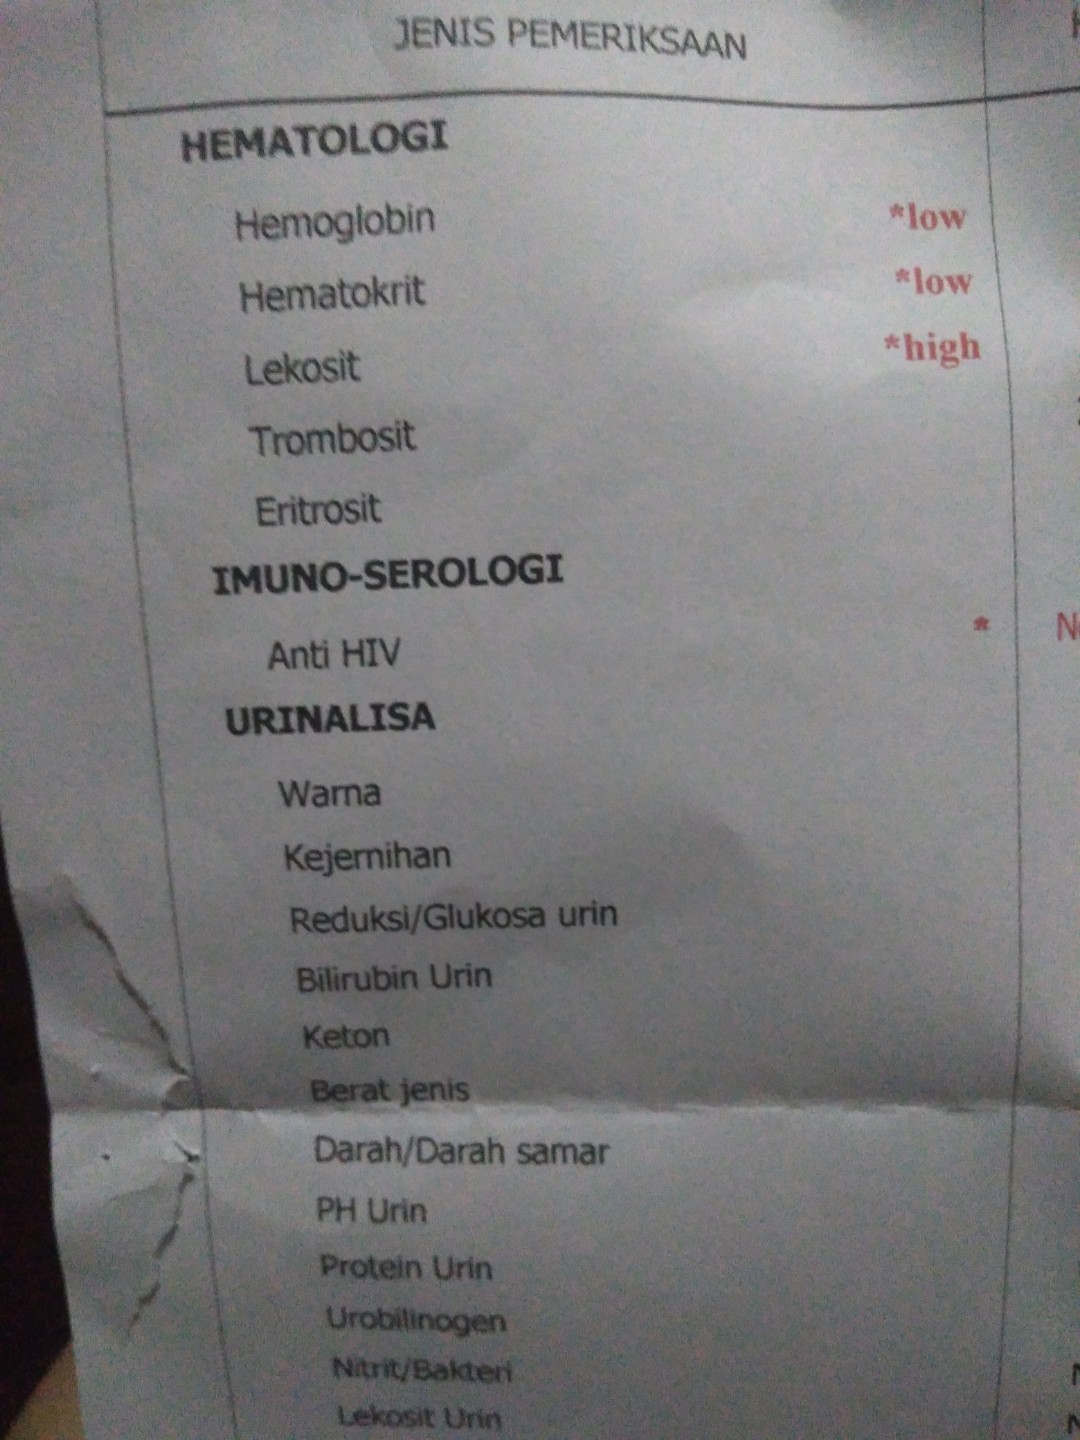 JENIS PEMERIKSAAN
HEMATOLOGI
Hemoglobin *low
Hematokrit *low
Lekosit *high
Trombosit
Eritrosit
IMUNO-SEROLOGI
Anti HIV *
URINALISA
Warna
Kejernihan
Reduksi/Glukosa urin
Bilirubin Urin
Keton
Berat jenis
Darah/Darah samar
PH Urin
Protein Urin
Urobilinogen
Nitrit/Bakteri
Lekosit Urin